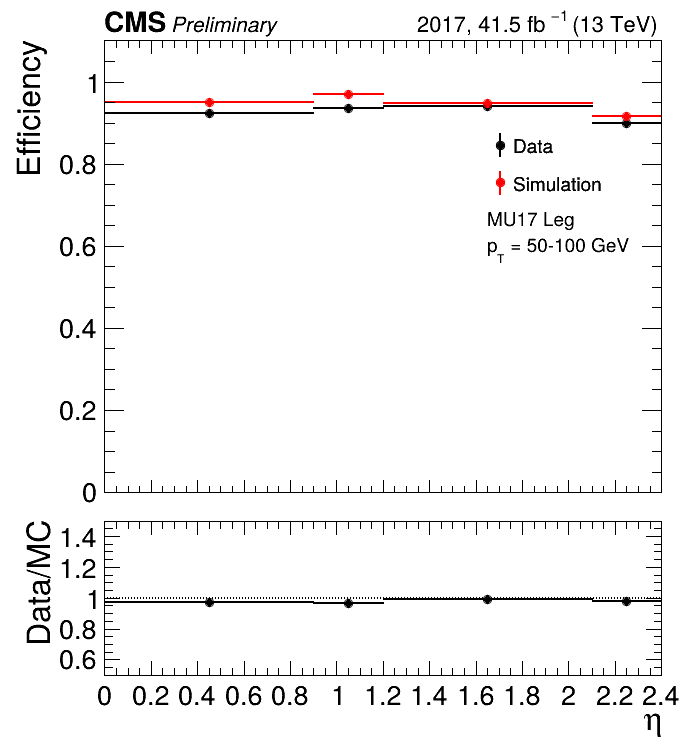 CMS Preliminary 2017, 41.5 fb⁻¹ (13 TeV)
Efficiency
1
0.8
0.6
0.4
0.2
0
Data
Simulation
MU17 Leg
p_T = 50-100 GeV
Data/MC
1.4
1.2
1
0.8
0.6
0 0.2 0.4 0.6 0.8 1 1.2 1.4 1.6 1.8 2 2.2 2.4
η